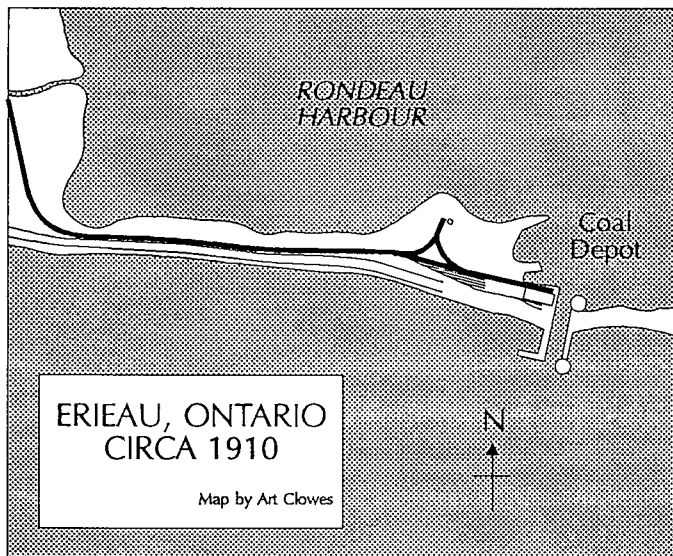 RONDEAU
HARBOUR
Coal
Depot
ERIEAU, ONTARIO
CIRCA 1910
Map by Art Clowes
N